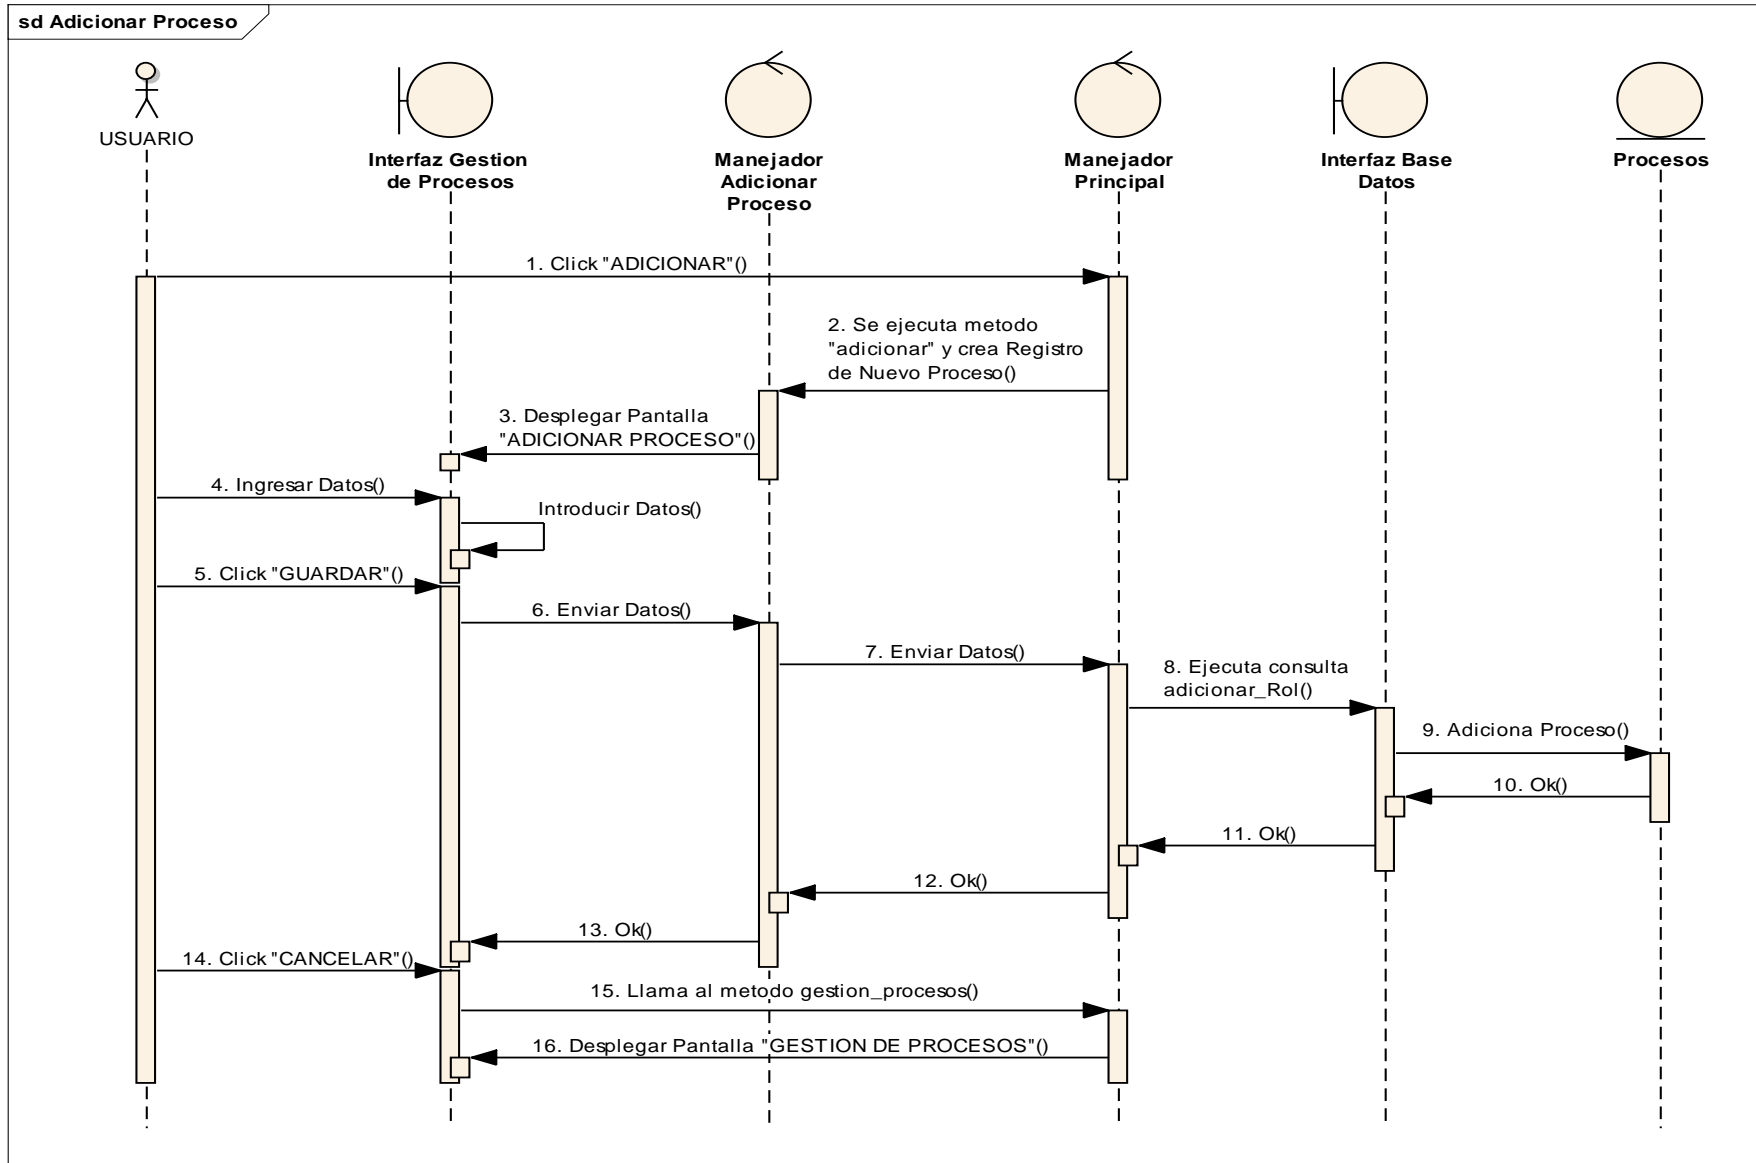 sd Adicionar Proceso
USUARIO
Interfaz Gestion
de Procesos
Manejador
Adicionar
Proceso
Manejador
Principal
Interfaz Base
Datos
Procesos
1. Click "ADICIONAR"()
2. Se ejecuta metodo
"adicionar" y crea Registro
de Nuevo Proceso()
3. Desplegar Pantalla
"ADICIONAR PROCESO"()
4. Ingresar Datos()
Introducir Datos()
5. Click "GUARDAR"()
6. Enviar Datos()
7. Enviar Datos()
8. Ejecuta consulta
adicionar_Rol()
9. Adiciona Proceso()
10. Ok()
11. Ok()
12. Ok()
13. Ok()
14. Click "CANCELAR"()
15. Llama al metodo gestion_procesos()
16. Desplegar Pantalla "GESTION DE PROCESOS"()